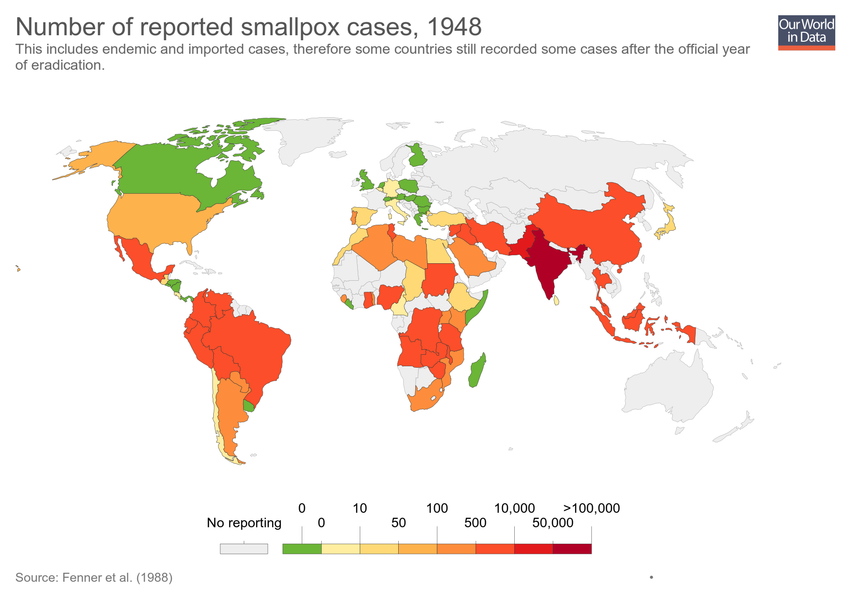 Number of reported smallpox cases, 1948
This includes endemic and imported cases, therefore some countries still recorded some cases after the official year
of eradication.
Our World
in Data
0 10 100 10,000 >100,000
No reporting 0 50 500 50,000
Source: Fenner et al. (1988)